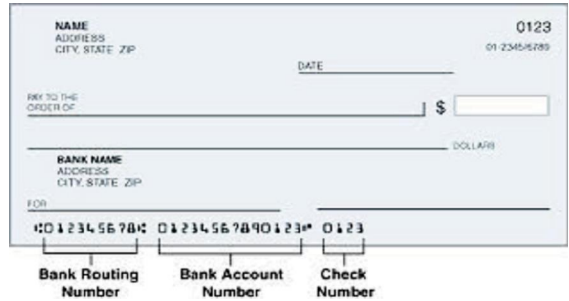 NAME 0123
ADDRESS 01-2345/6789
CITY, STATE ZIP
DATE
PAY TO THE
ORDER OF $
DOLLARS
BANK NAME
ADDRESS
CITY, STATE ZIP
FOR
⑆012345678⑆ 01234567890123⑈ 0123
Bank Routing Number
Bank Account Number
Check Number